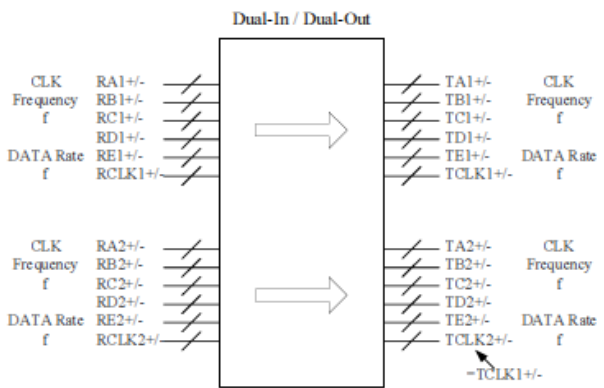 Dual-In / Dual-Out
CLK RA1+/- TA1+/- CLK
Frequency RB1+/- TB1+/- Frequency
f RC1+/- TC1+/- f
RD1+/- TD1+/-
DATA Rate RE1+/- TE1+/- DATA Rate
f RCLK1+/- TCLK1+/- f
CLK RA2+/- TA2+/- CLK
Frequency RB2+/- TB2+/- Frequency
f RC2+/- TC2+/- f
RD2+/- TD2+/-
DATA Rate RE2+/- TE2+/- DATA Rate
f RCLK2+/ TCLK2+/- f
=TCLK1+/-